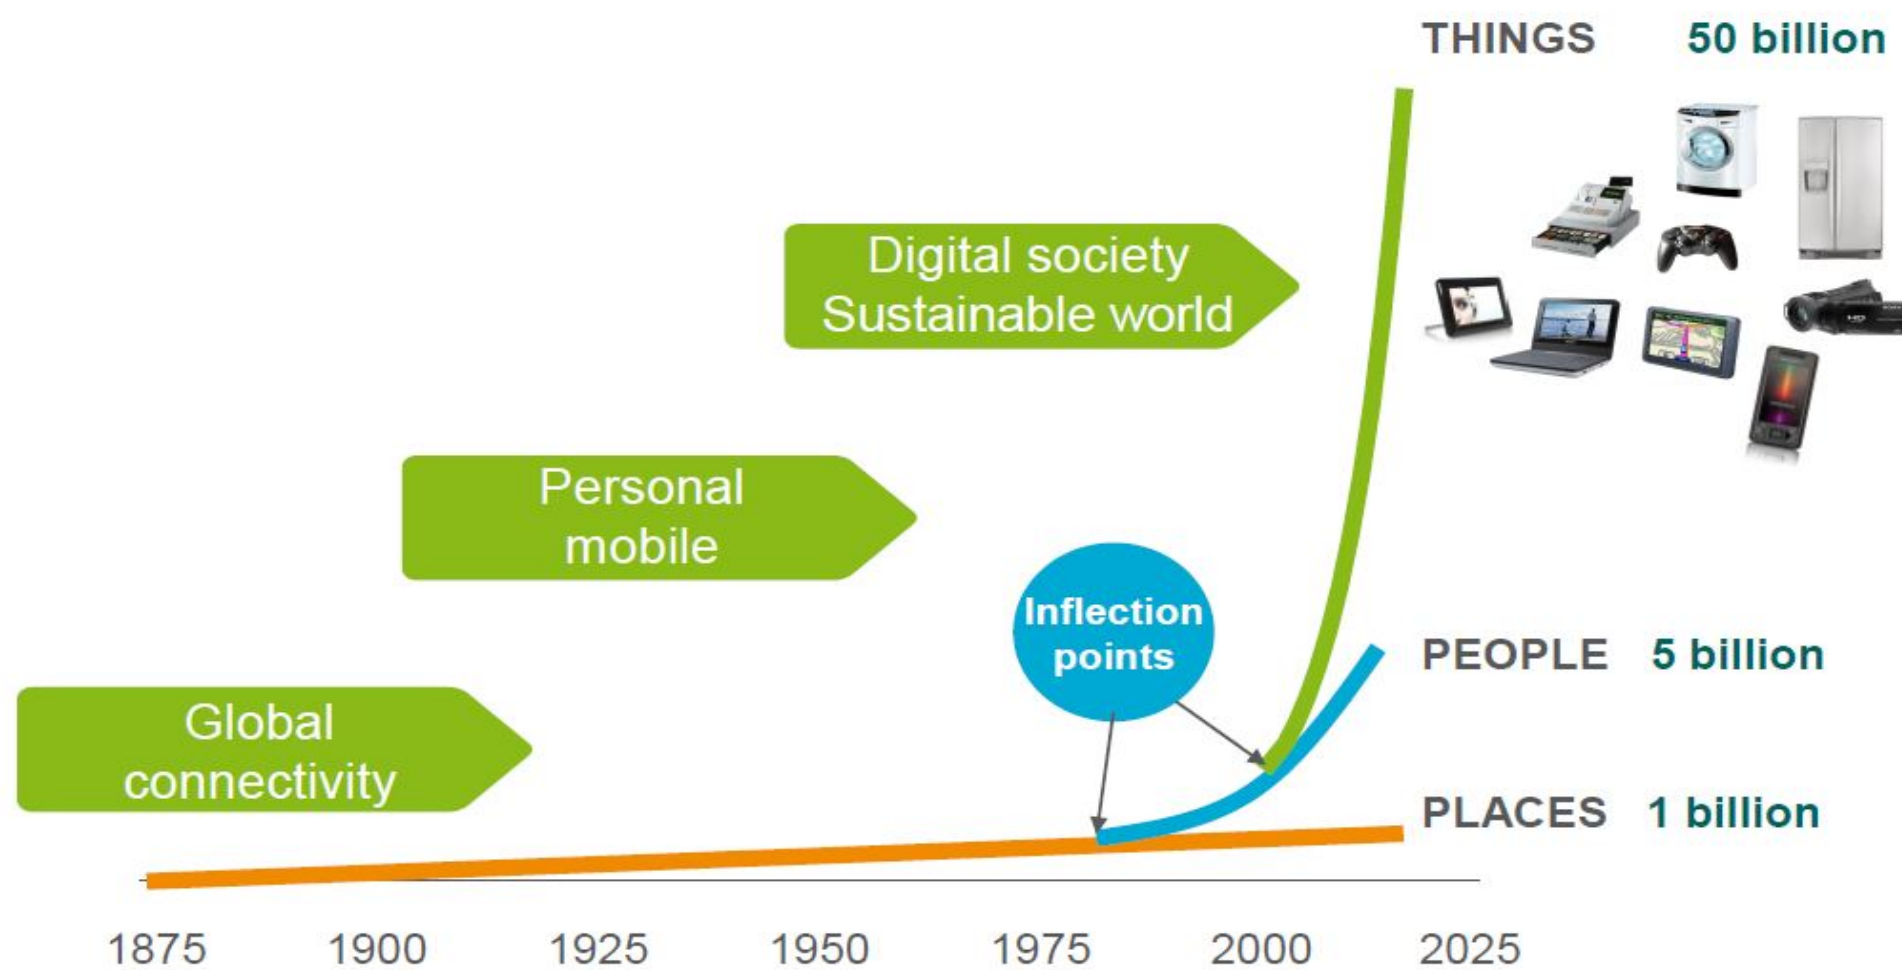 THINGS 50 billion
Digital society
Sustainable world
Personal
mobile
Inflection
points
PEOPLE 5 billion
Global
connectivity
PLACES 1 billion
1875 1900 1925 1950 1975 2000 2025